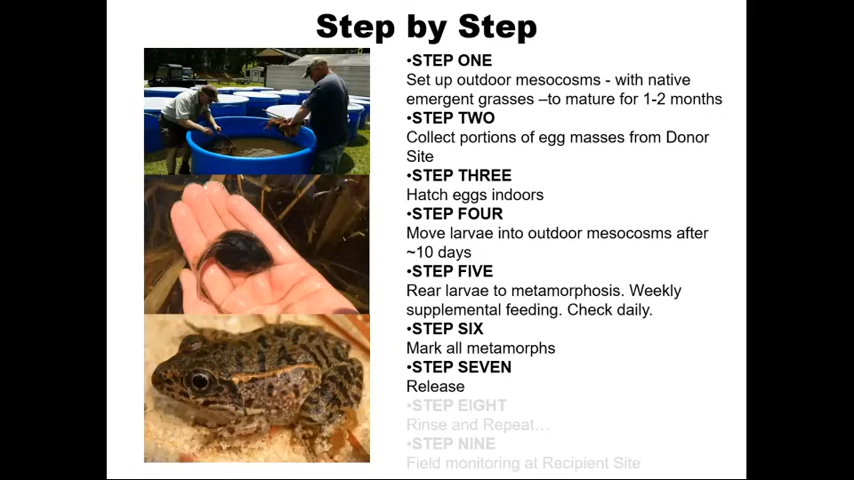 Step by Step
•STEP ONE
Set up outdoor mesocosms - with native
emergent grasses –to mature for 1-2 months
•STEP TWO
Collect portions of egg masses from Donor
Site
•STEP THREE
Hatch eggs indoors
•STEP FOUR
Move larvae into outdoor mesocosms after
~10 days
•STEP FIVE
Rear larvae to metamorphosis. Weekly
supplemental feeding. Check daily.
•STEP SIX
Mark all metamorphs
•STEP SEVEN
Release
•STEP EIGHT
Rinse and Repeat…
•STEP NINE
Field monitoring at Recipient Site